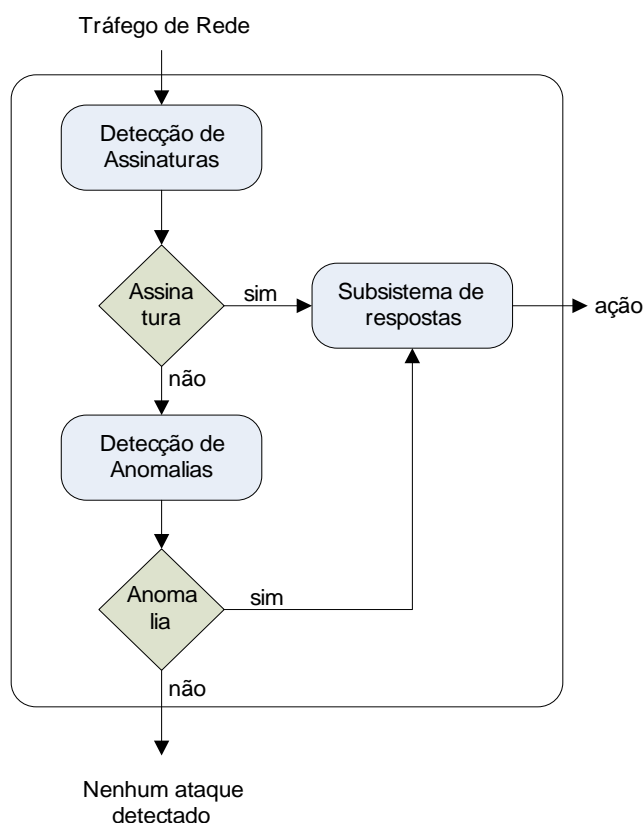 Tráfego de Rede
Detecção de
Assinaturas
Assina
tura
sim
Subsistema de
respostas
ação
não
Detecção de
Anomalias
Anoma
lia
sim
não
Nenhum ataque
detectado